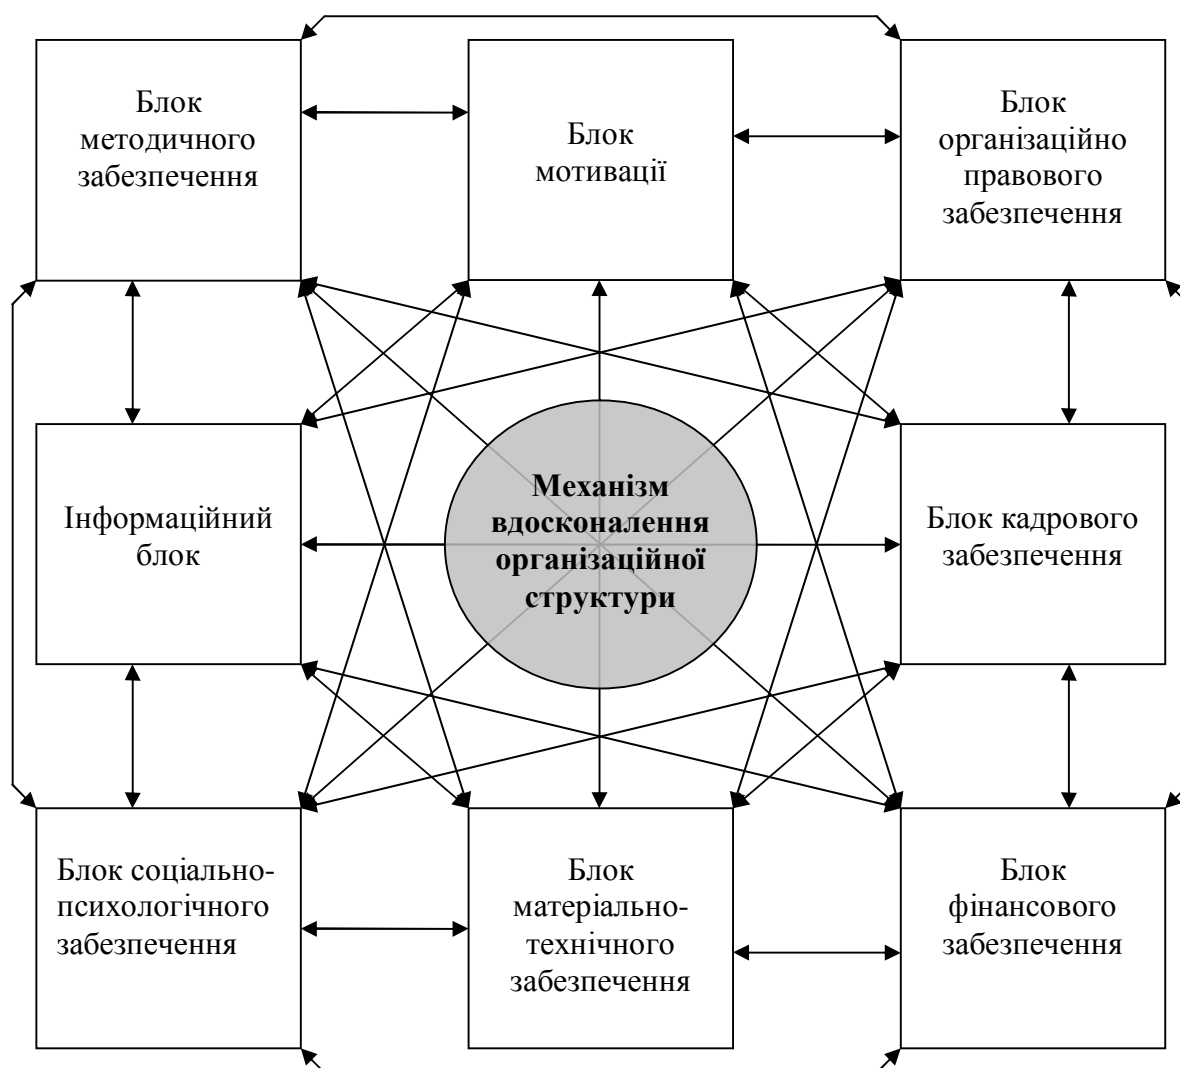 Блок
методичного
забезпечення
Блок
мотивації
Блок
організаційно
правового
забезпечення
Інформаційний
блок
Механізм
вдосконалення
організаційної
структури
Блок кадрового
забезпечення
Блок соціально-
психологічного
забезпечення
Блок
матеріально-
технічного
забезпечення
Блок
фінансового
забезпечення